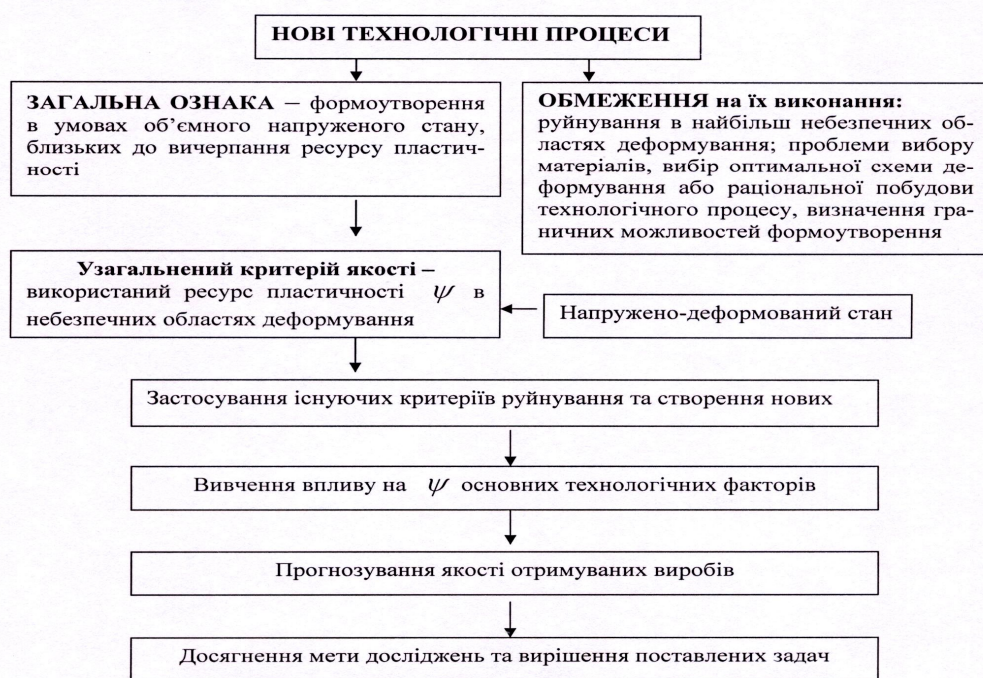 НОВІ ТЕХНОЛОГІЧНІ ПРОЦЕСИ
ЗАГАЛЬНА ОЗНАКА – формоутворення
в умовах об’ємного напруженого стану,
близьких до вичерпання ресурсу пластич-
ності
ОБМЕЖЕННЯ на їх виконання:
руйнування в найбільш небезпечних об-
ластях деформування; проблеми вибору
матеріалів, вибір оптимальної схеми де-
формування або раціональної побудови
технологічного процесу, визначення гра-
ничних можливостей формоутворення
Узагальнений критерій якості –
використаний ресурс пластичності ψ в
небезпечних областях деформування
Напружено-деформований стан
Застосування існуючих критеріїв руйнування та створення нових
Вивчення впливу на ψ основних технологічних факторів
Прогнозування якості отримуваних виробів
Досягнення мети досліджень та вирішення поставлених задач